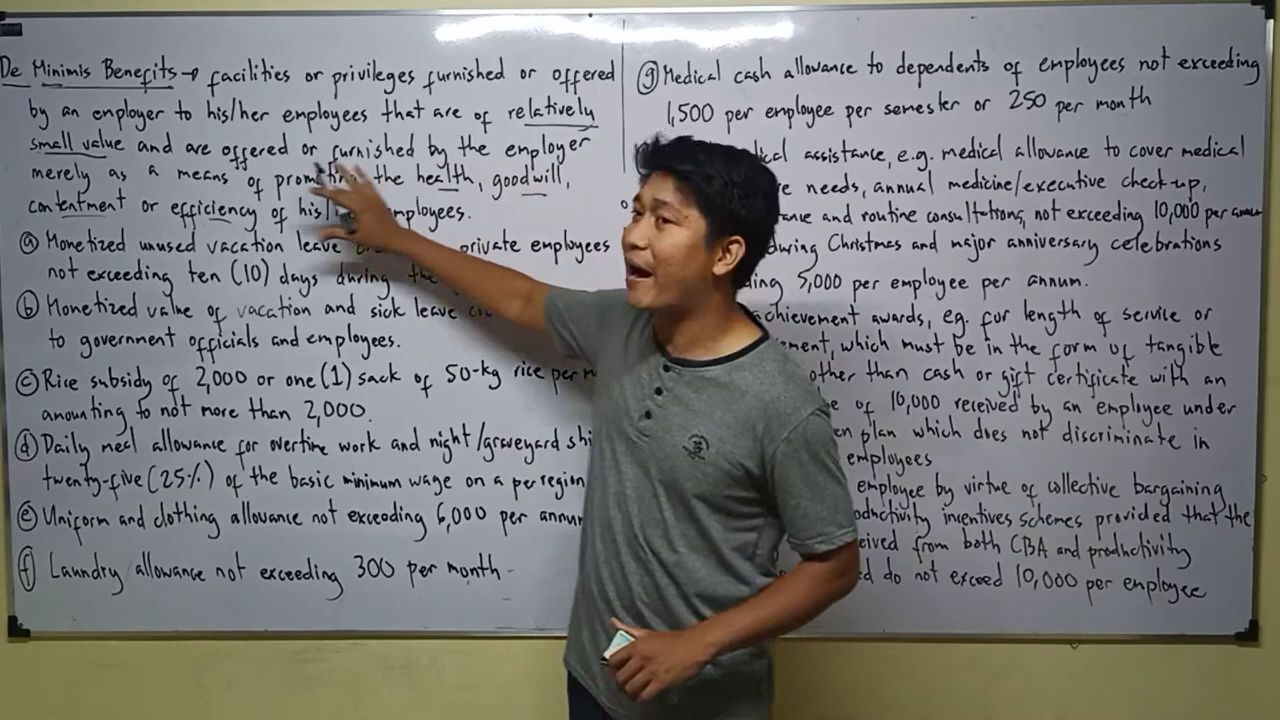 De Minimis Benefits → facilities or privileges furnished or offered
by an employer to his/her employees that are of relatively
small value and are offered or furnished by the employer
merely as a means of the health, goodwill,
contentment or efficiency of employees.
ⓐ Monetized unused vacation leave private employees
not exceeding ten (10) days during the
ⓑ Monetized value of vacation and sick leave
to government officials and employees.
ⓒ Rice subsidy of 2,000 or one (1) sack of 50-kg rice per
amounting to not more than 2,000.
ⓓ Daily meal allowance for overtime work and night/graveyard
twenty-five (25%) of the basic minimum wage on a per region
ⓔ Uniform and clothing allowance not exceeding 6,000 per
ⓕ Laundry allowance not exceeding 300 per month
ⓖ Medical cash allowance to dependents of employees not exceeding
1,500 per employee per semester or 250 per month
assistance, e.g. medical allowance to cover medical
needs, annual medicine/executive check-up,
and routine consultations, not exceeding 10,000 per annum
during Christmas and major anniversary celebrations
5,000 per employee per annum.
achievement awards, eg. for length of service or
which must be in the form of tangible
other than cash or gift certificate with an
of 10,000 received by an employee under
plan which does not discriminate in
employees
employee by virtue of collective bargaining
incentives schemes provided that the
from both CBA and productivity
do not exceed 10,000 per employee